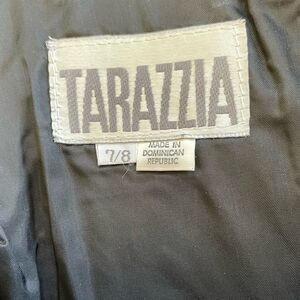 TARAZZIA
7/8
MADE IN
DOMINICAN
REPUBLIC